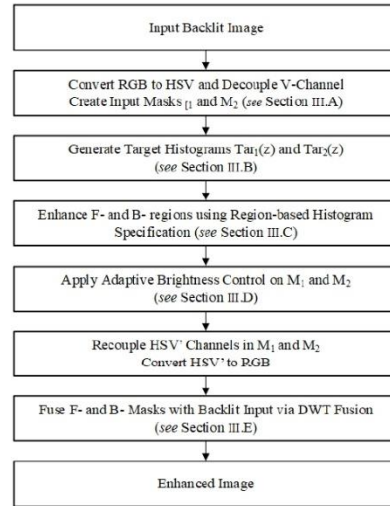 Input Backlit Image
Convert RGB to HSV and Decouple V-Channel
Create Input Masks [1 and M2 (see Section III.A)
Generate Target Histograms Tar1(z) and Tar2(z)
(see Section III.B)
Enhance F- and B- regions using Region-based Histogram
Specification (see Section III.C)
Apply Adaptive Brightness Control on M1 and M2
(see Section III.D)
Recouple HSV' Channels in M1 and M2
Convert HSV' to RGB
Fuse F- and B- Masks with Backlit Input via DWT Fusion
(see Section III.E)
Enhanced Image